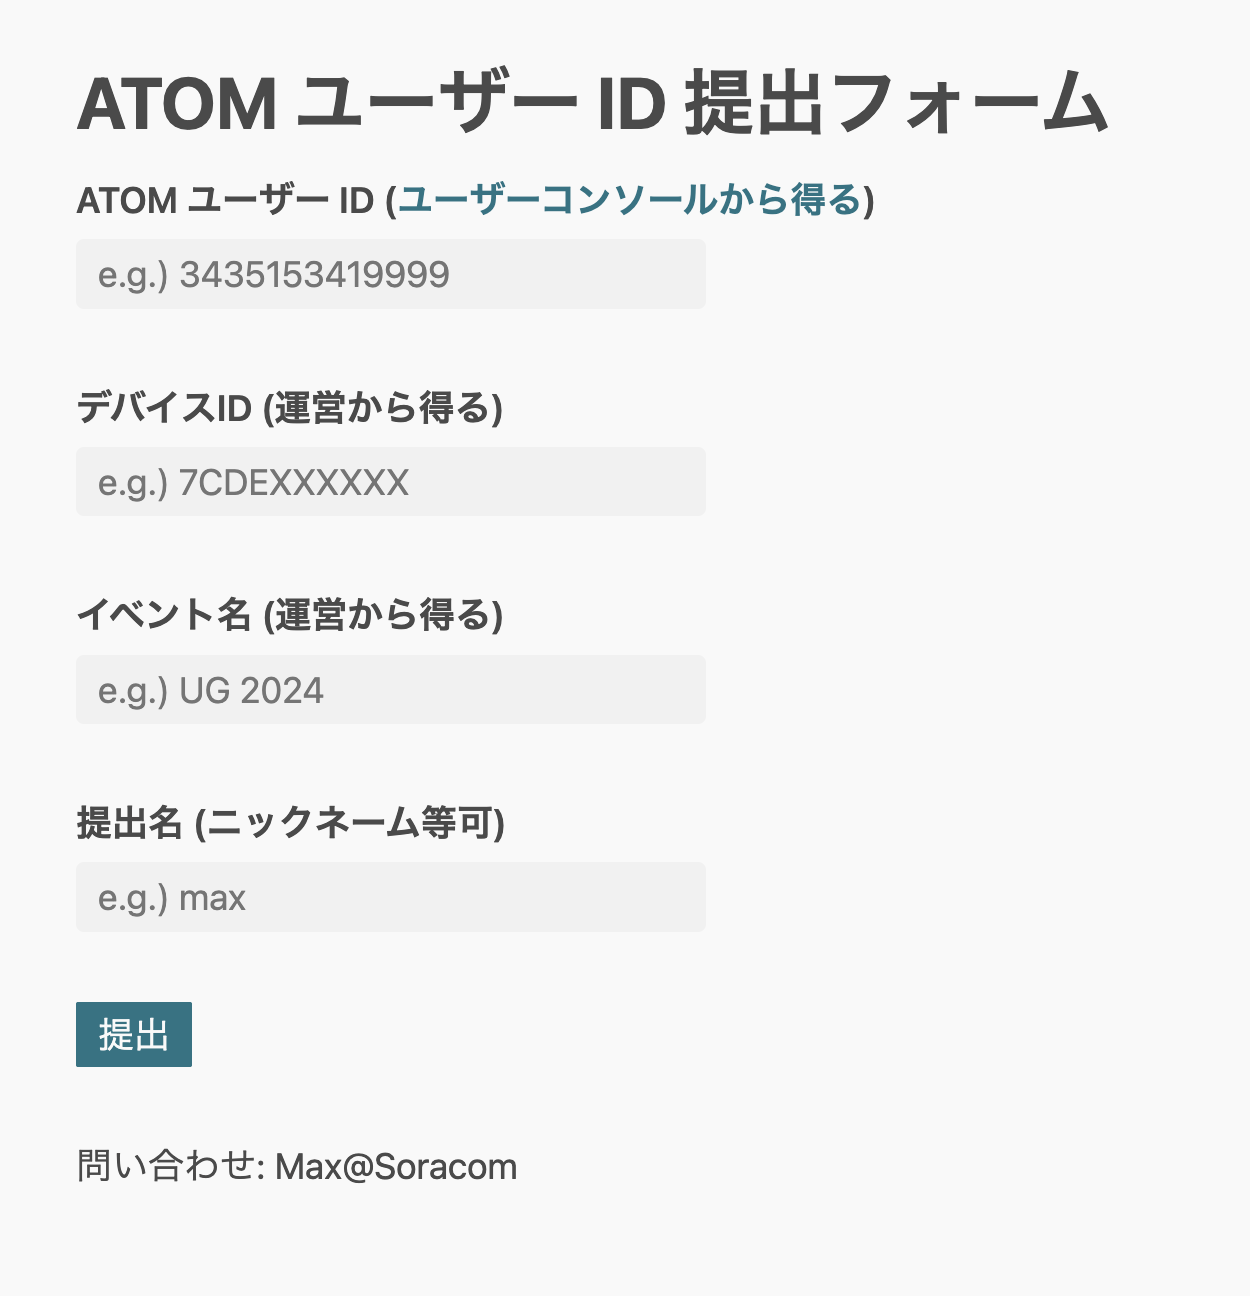 ATOM ユーザー ID 提出フォーム
ATOM ユーザー ID (ユーザーコンソールから得る)
e.g.) 3435153419999
デバイスID (運営から得る)
e.g.) 7CDEXXXXXX
イベント名 (運営から得る)
e.g.) UG 2024
提出名 (ニックネーム等可)
e.g.) max
提出
問い合わせ: Max@Soracom